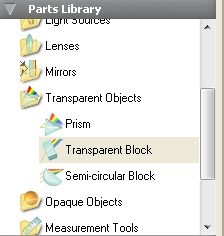 Parts Library
Light Sources
Lenses
Mirrors
Transparent Objects
Prism
Transparent Block
Semi-circular Block
Opaque Objects
Measurement Tools